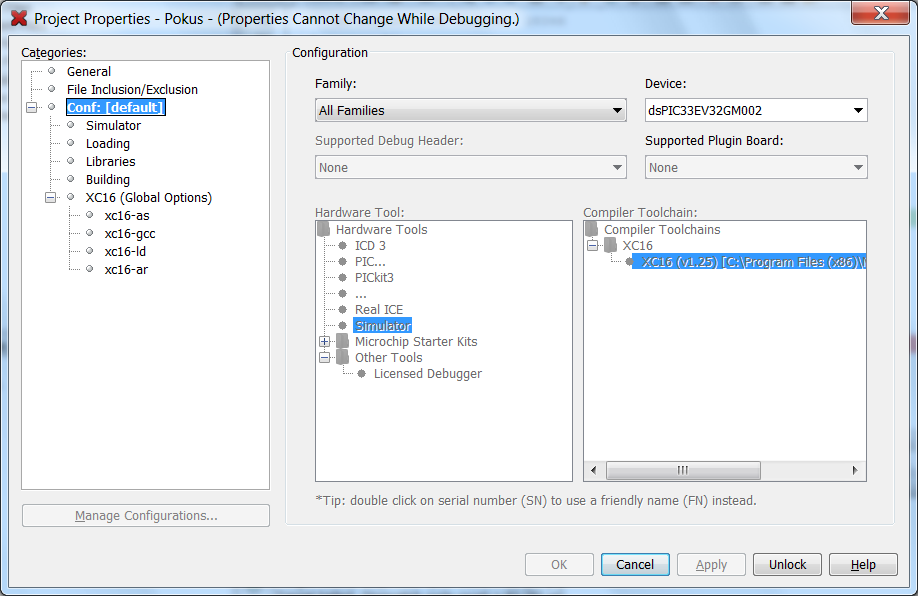 Project Properties - Pokus - (Properties Cannot Change While Debugging.)
Categories:
General
File Inclusion/Exclusion
Conf: [default]
Simulator
Loading
Libraries
Building
XC16 (Global Options)
xc16-as
xc16-gcc
xc16-ld
xc16-ar
Manage Configurations...
Configuration
Family:
Device:
All Families
dsPIC33EV32GM002
Supported Debug Header:
Supported Plugin Board:
None
None
Hardware Tool:
Hardware Tools
ICD 3
PIC...
PICkit3
...
Real ICE
Simulator
Microchip Starter Kits
Other Tools
Licensed Debugger
Compiler Toolchain:
Compiler Toolchains
XC16
XC16 (v1.25) [C:\Program Files (x86)\
*Tip: double click on serial number (SN) to use a friendly name (FN) instead.
OK
Cancel
Apply
Unlock
Help